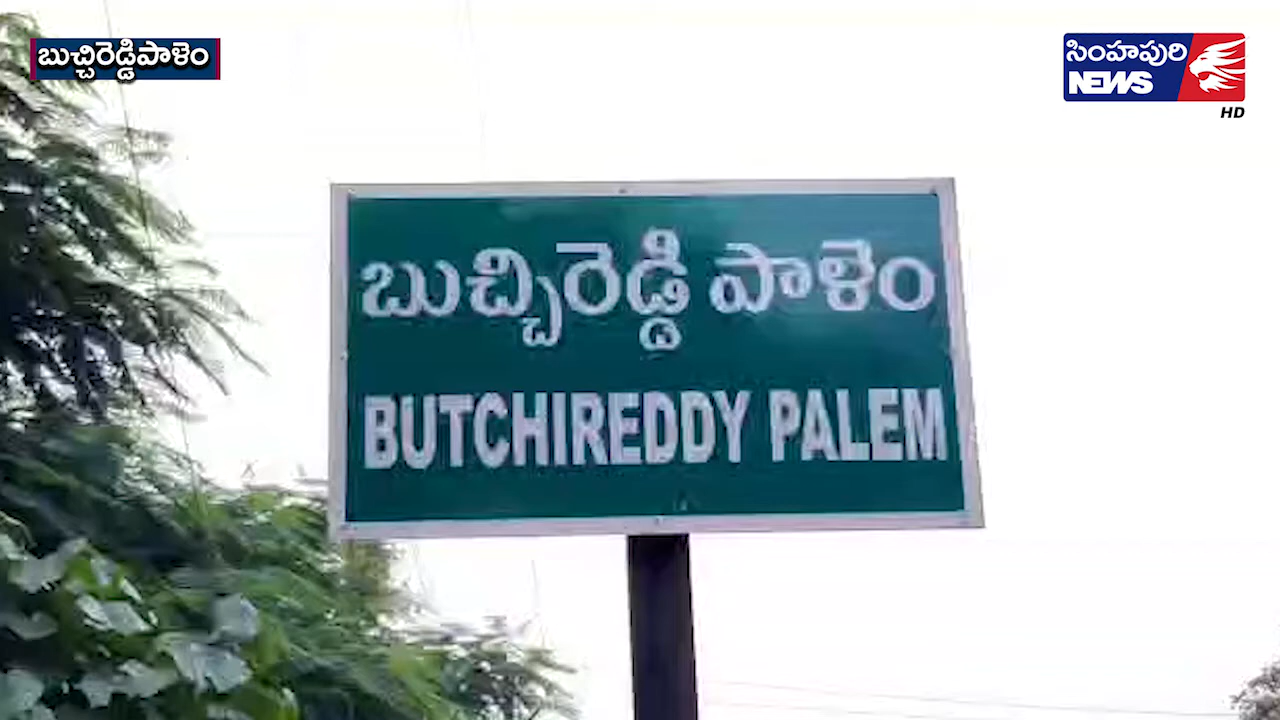 బుచ్చిరెడ్డిపాళెం
సింహపురి
NEWS
HD
బుచ్చిరెడ్డి పాళెం
BUTCHIREDDY PALEM